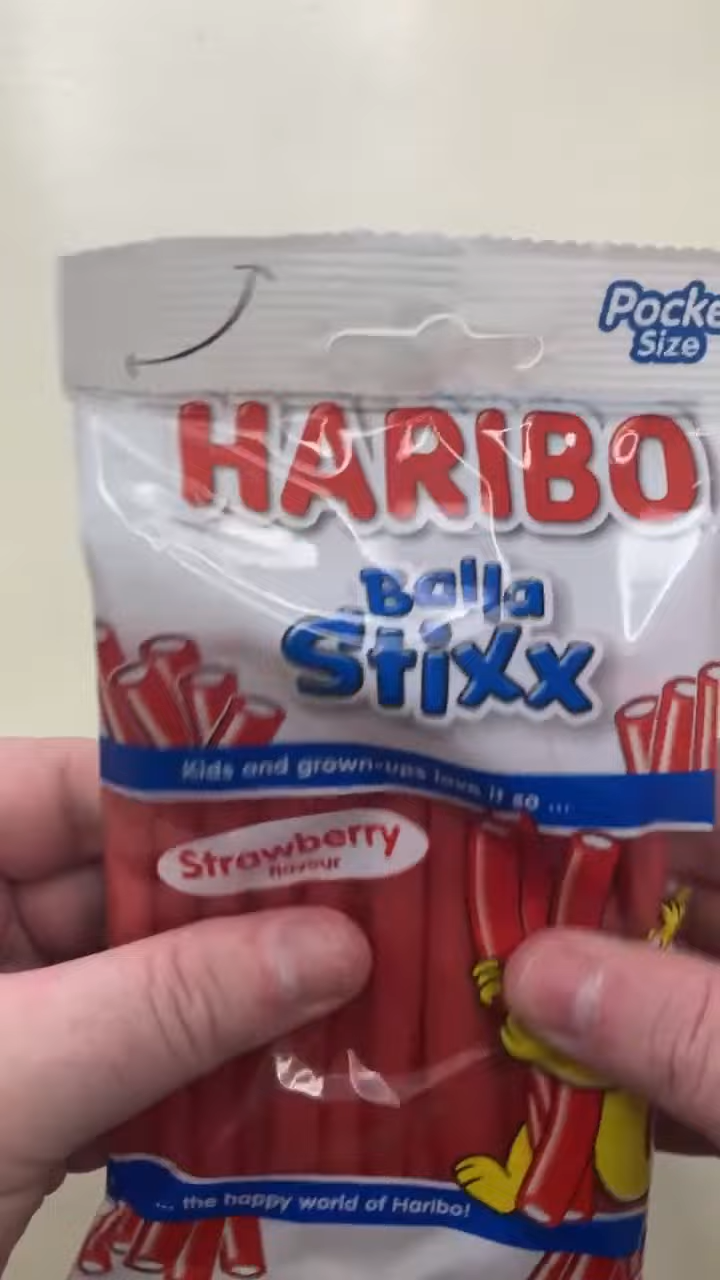 Pocke
Size
HARIBO
Balla
Stixx
Kids and grown-ups love it so ...
Strawberry
flavour
... the happy world of Haribo!